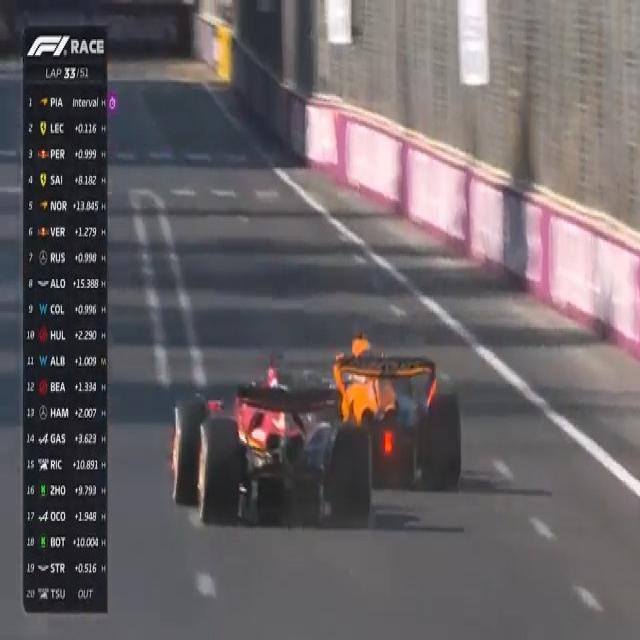 F1 RACE
LAP 33/51
1 PIA Interval H
2 LEC +0.116 H
3 PER +0.999 H
4 SAI +8.182 H
5 NOR +13.845 H
6 VER +1.279 H
7 RUS +0.998 H
8 ALO +15.388 H
9 COL +0.996 H
10 HUL +2.290 H
11 ALB +1.009 M
12 BEA +1.334 H
13 HAM +2.007 H
14 GAS +3.623 H
15 RIC +10.891 H
16 ZHO +9.793 H
17 OCO +1.948 H
18 BOT +10.004 H
19 STR +0.516 H
20 TSU OUT